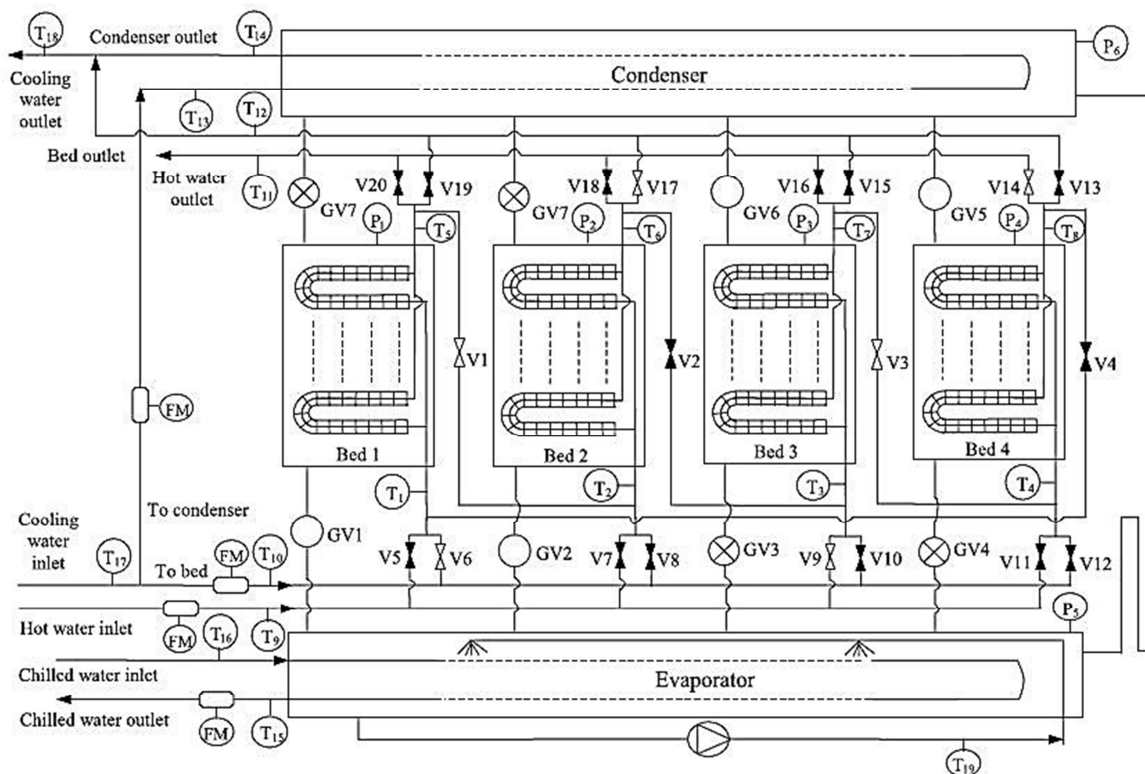 T18
Condenser outlet
T14
P6
Cooling
water
outlet
Condenser
T13
T12
Bed outlet
Hot water
outlet
T11
V20
V19
V18
V17
V16
V15
V14
V13
GV7
GV7
GV6
GV5
P1
T5
P2
T6
P3
T7
P4
T8
V1
V2
V3
V4
FM
Bed 1
Bed 2
Bed 3
Bed 4
T1
T2
T3
T4
Cooling
water
inlet
To condenser
GV1
V5
V6
GV2
V7
V8
GV3
V9
V10
GV4
V11
V12
T17
To bed
FM
T10
Hot water inlet
FM
T9
P5
T16
Chilled water inlet
Evaporator
Chilled water outlet
FM
T15
T19